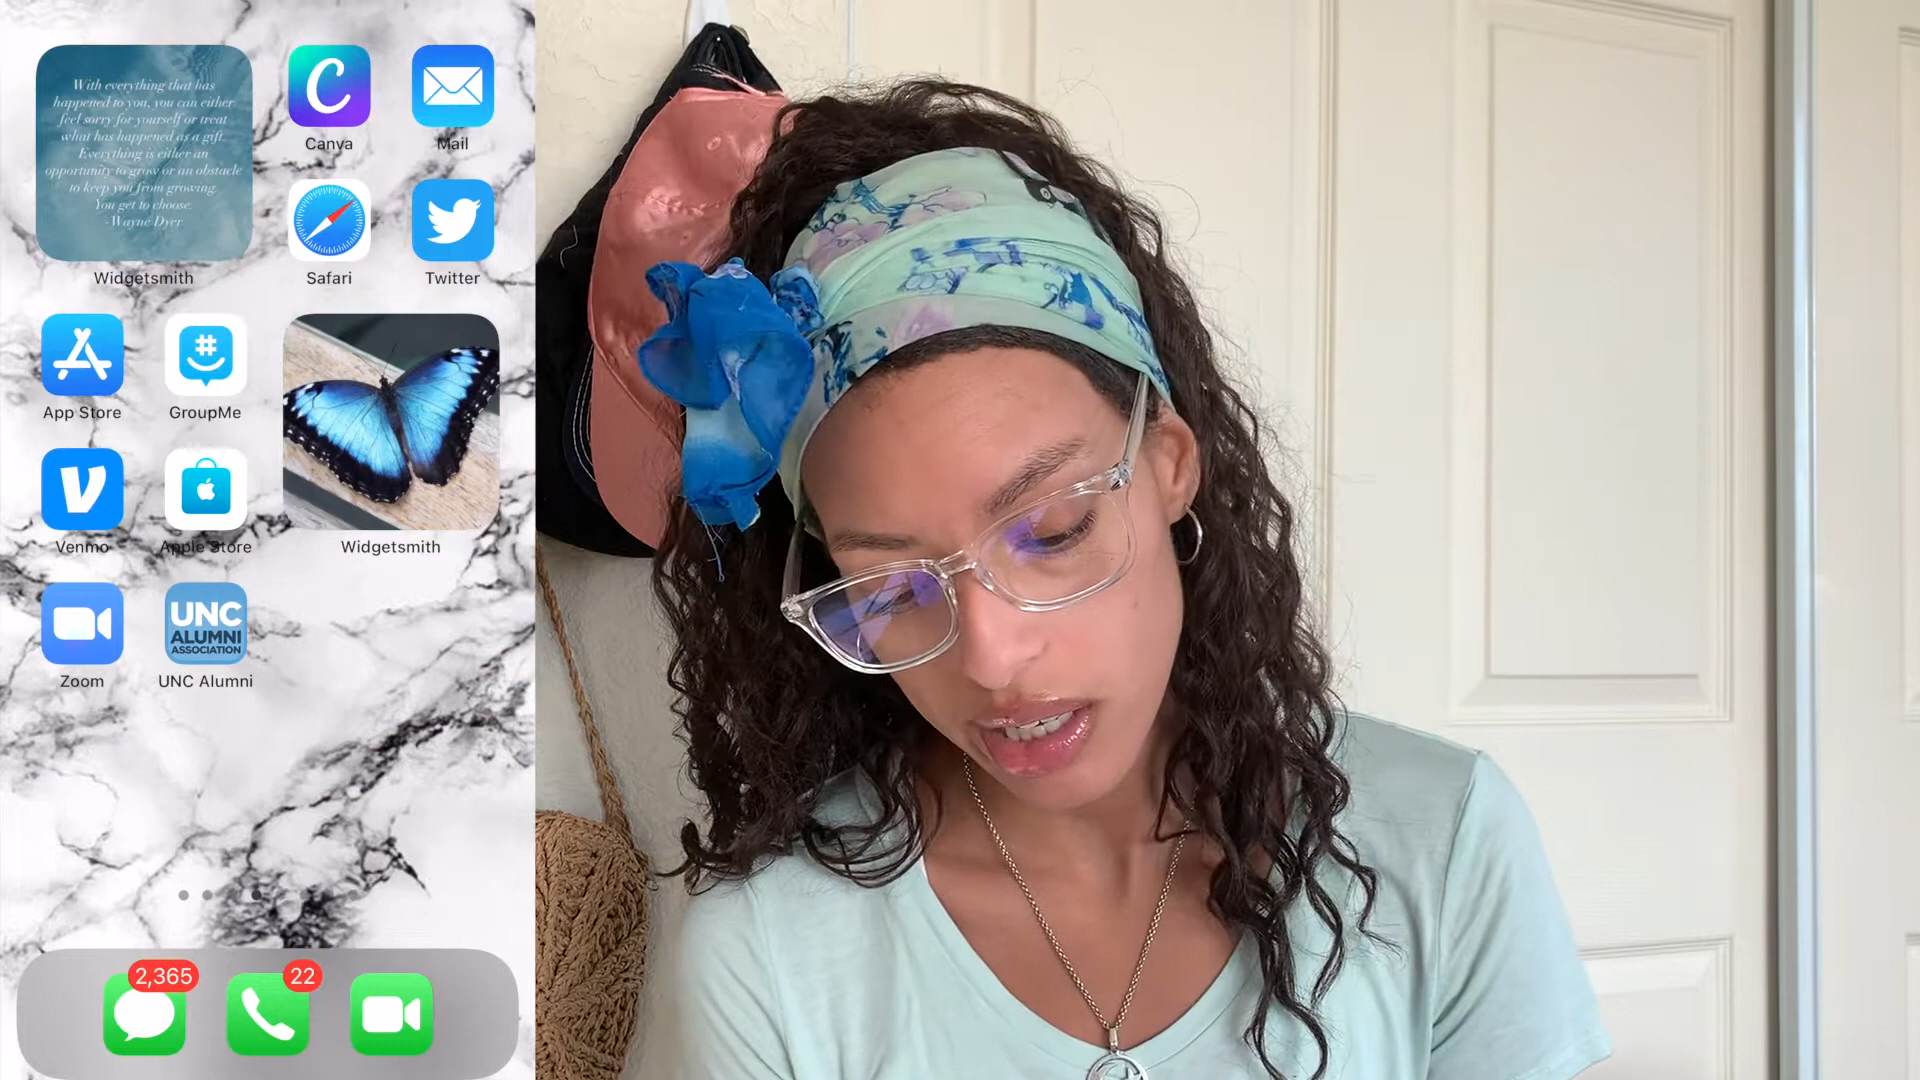 With everything that has
happened to you, you can either
feel sorry for yourself or treat
what has happened as a gift.
Everything is either an
opportunity to grow or an obstacle
to keep you from growing.
You get to choose.
-Wayne Dyer
Widgetsmith
Canva
Mail
Safari
Twitter
App Store
GroupMe
Venmo
Apple Store
Widgetsmith
UNC
ALUMNI
ASSOCIATION
Zoom
UNC Alumni
2,365
22